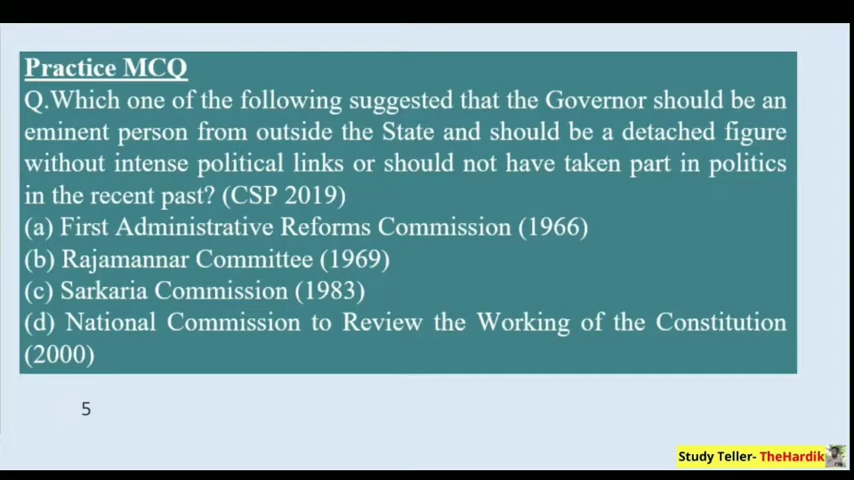 Practice MCQ
Q.Which one of the following suggested that the Governor should be an
eminent person from outside the State and should be a detached figure
without intense political links or should not have taken part in politics
in the recent past? (CSP 2019)
(a) First Administrative Reforms Commission (1966)
(b) Rajamannar Committee (1969)
(c) Sarkaria Commission (1983)
(d) National Commission to Review the Working of the Constitution
(2000)
5
Study Teller- TheHardik